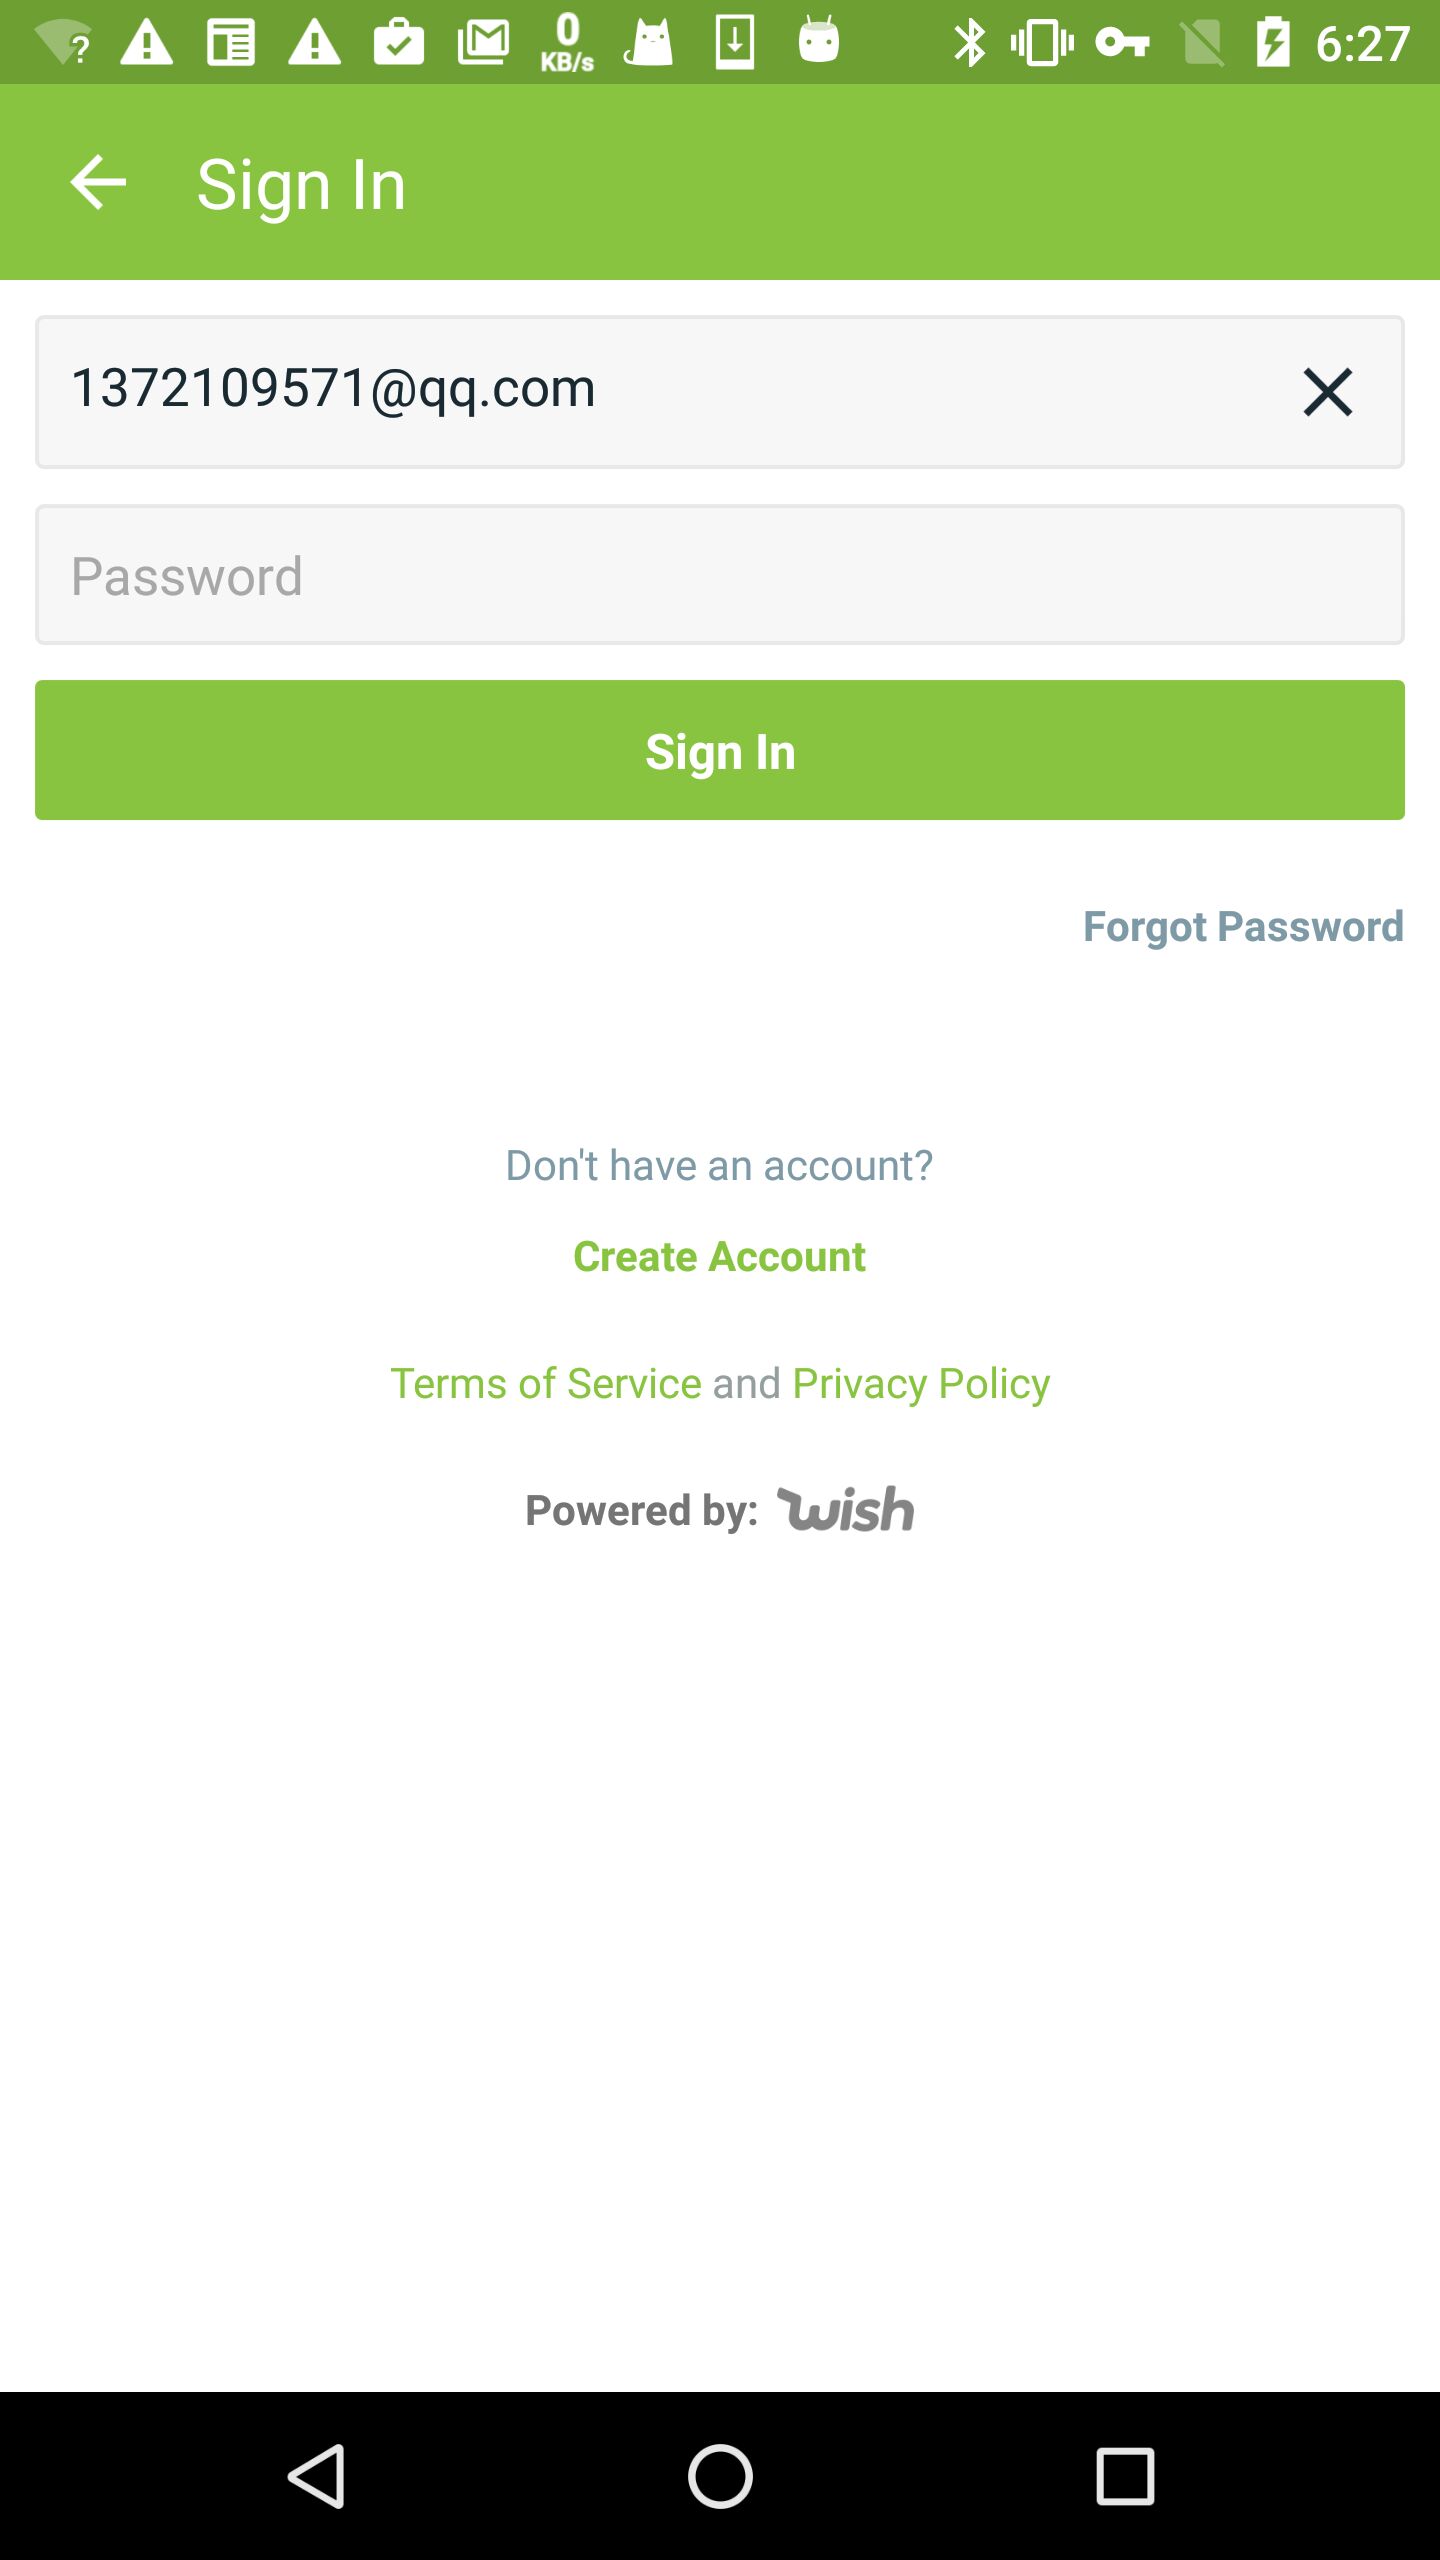 ?
0
KB/s
6:27
Sign In
1372109571@qq.com
Password
Sign In
Forgot Password
Don't have an account?
Create Account
Terms of Service and Privacy Policy
Powered by: wish